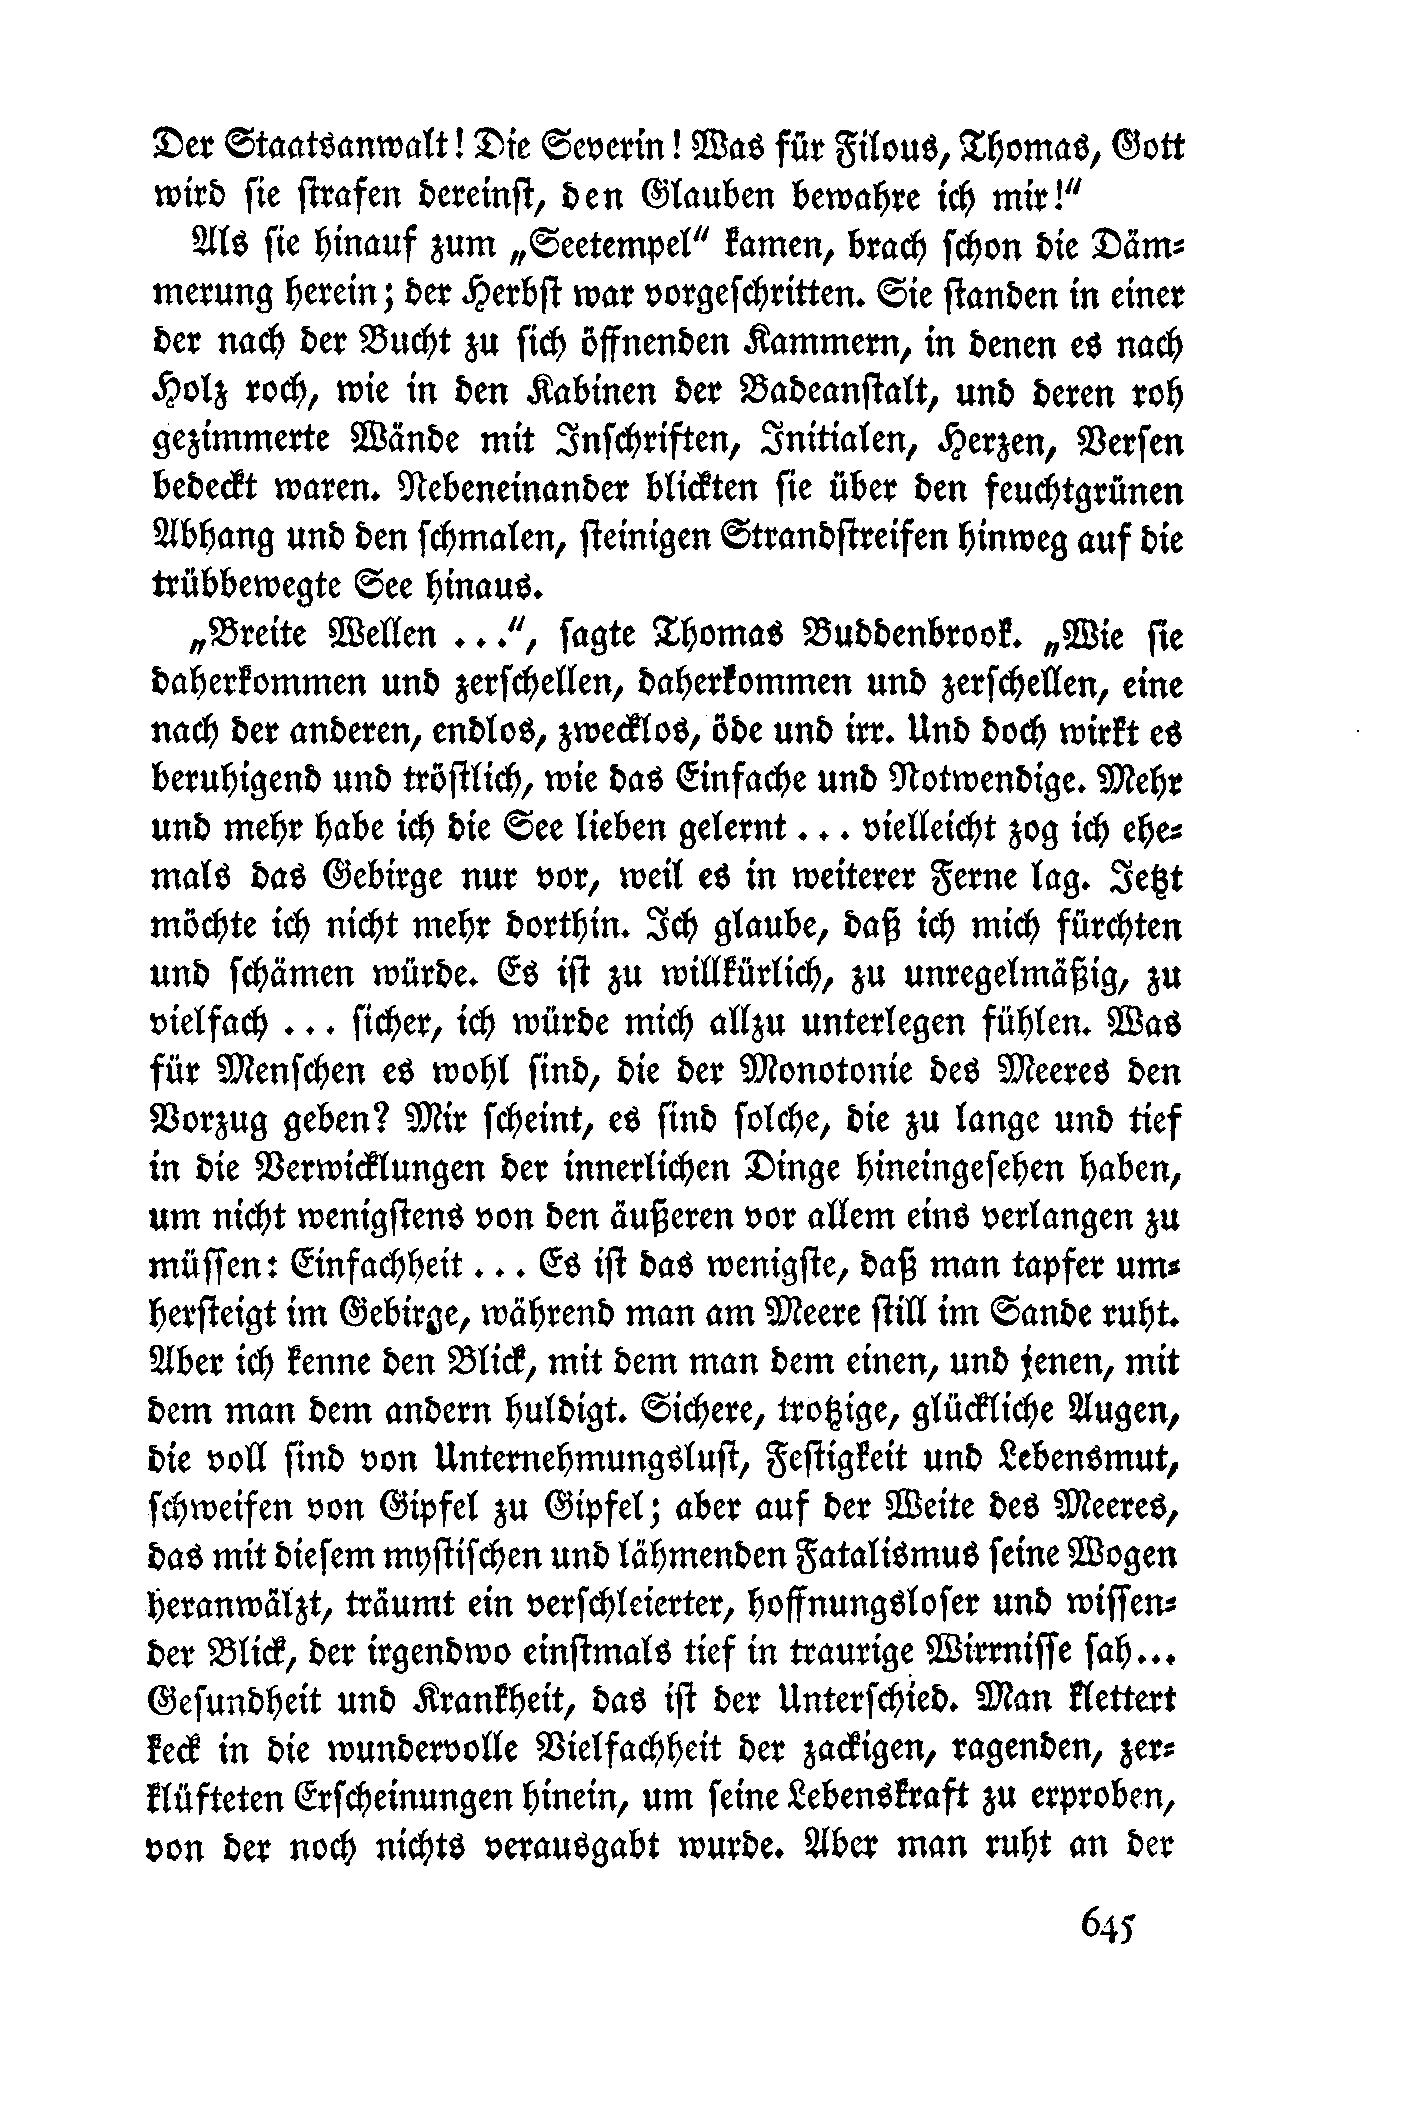 Der Staatsanwalt! Die Severin! Was für Filous, Thomas, Gott
wird sie strafen dereinst, den Glauben bewahre ich mir!“
Als sie hinauf zum „Seetempel“ kamen, brach schon die Däm-
merung herein; der Herbst war vorgeschritten. Sie standen in einer
der nach der Bucht zu sich öffnenden Kammern, in denen es nach
Holz roch, wie in den Kabinen der Badeanstalt, und deren roh
gezimmerte Wände mit Inschriften, Initialen, Herzen, Versen
bedeckt waren. Nebeneinander blickten sie über den feuchtgrünen
Abhang und den schmalen, steinigen Strandstreifen hinweg auf die
trübbewegte See hinaus.
„Breite Wellen ...“, sagte Thomas Buddenbrook. „Wie sie
daherkommen und zerschellen, daherkommen und zerschellen, eine
nach der anderen, endlos, zwecklos, öde und irr. Und doch wirkt es
beruhigend und tröstlich, wie das Einfache und Notwendige. Mehr
und mehr habe ich die See lieben gelernt ... vielleicht zog ich ehe-
mals das Gebirge nur vor, weil es in weiterer Ferne lag. Jetzt
möchte ich nicht mehr dorthin. Ich glaube, daß ich mich fürchten
und schämen würde. Es ist zu willkürlich, zu unregelmäßig, zu
vielfach ... sicher, ich würde mich allzu unterlegen fühlen. Was
für Menschen es wohl sind, die der Monotonie des Meeres den
Vorzug geben? Mir scheint, es sind solche, die zu lange und tief
in die Verwicklungen der innerlichen Dinge hineingesehen haben,
um nicht wenigstens von den äußeren vor allem eins verlangen zu
müssen: Einfachheit ... Es ist das wenigste, daß man tapfer um-
hersteigt im Gebirge, während man am Meere still im Sande ruht.
Aber ich kenne den Blick, mit dem man dem einen, und jenen, mit
dem man dem andern huldigt. Sichere, trotzige, glückliche Augen,
die voll sind von Unternehmungslust, Festigkeit und Lebensmut,
schweifen von Gipfel zu Gipfel; aber auf der Weite des Meeres,
das mit diesem mystischen und lähmenden Fatalismus seine Wogen
heranwälzt, träumt ein verschleierter, hoffnungsloser und wissen-
der Blick, der irgendwo einstmals tief in traurige Wirrnisse sah...
Gesundheit und Krankheit, das ist der Unterschied. Man klettert
keck in die wundervolle Vielfachheit der zackigen, ragenden, zer-
klüfteten Erscheinungen hinein, um seine Lebenskraft zu erproben,
von der noch nichts verausgabt wurde. Aber man ruht an der
645